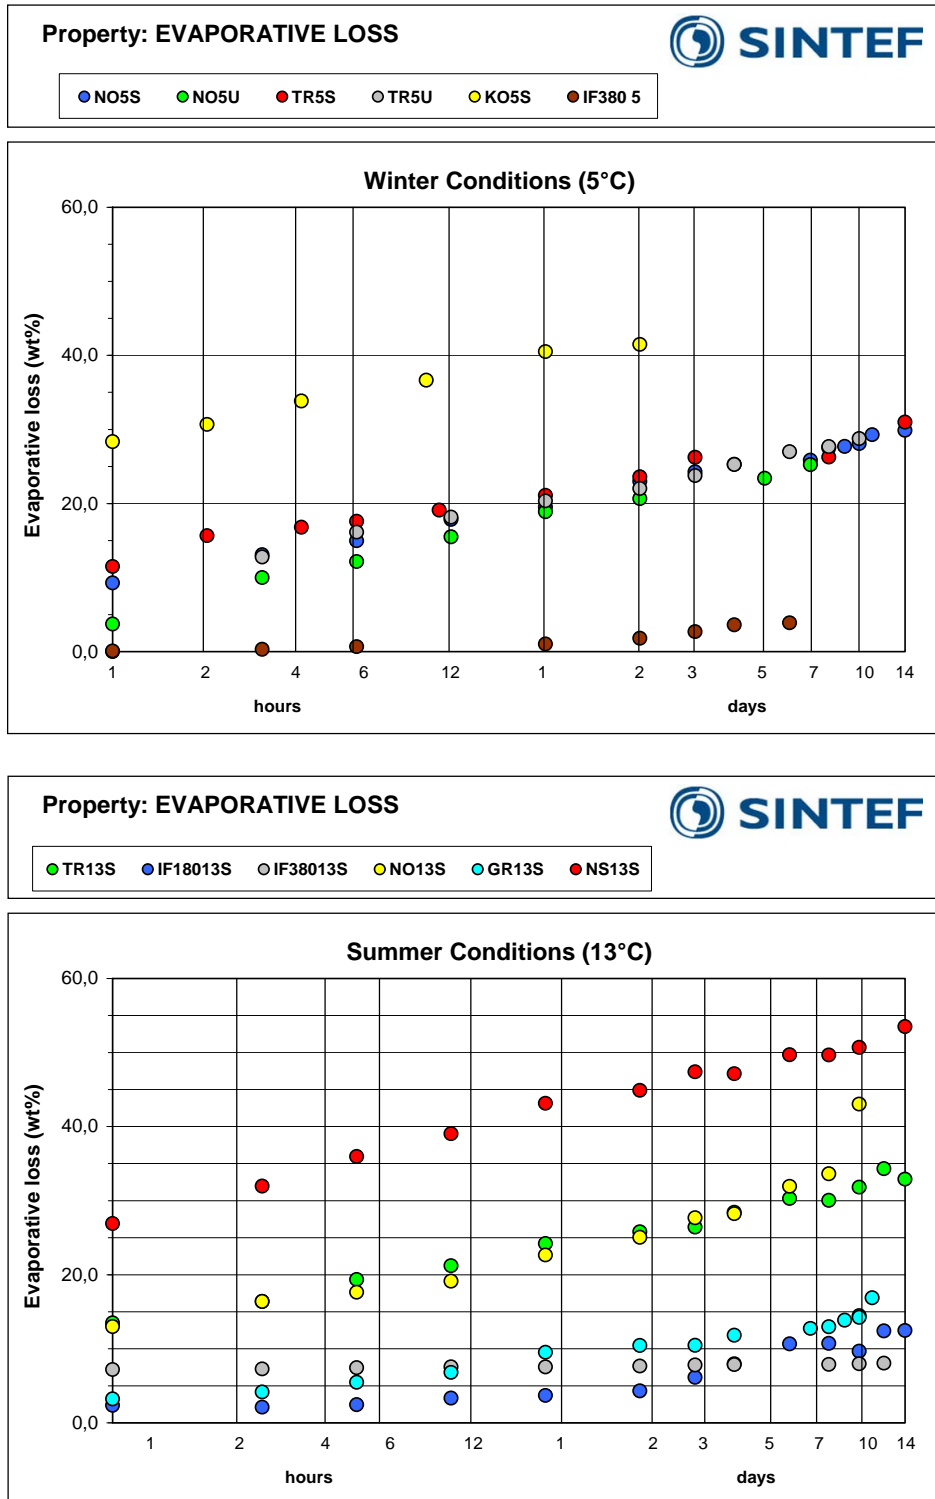 Property: EVAPORATIVE LOSS
SINTEF
NO5S NO5U TR5S TR5U KO5S IF380 5
Winter Conditions (5°C)
Evaporative loss (wt%)
60,0
40,0
20,0
0,0
1 2 4 6 12 1 2 3 5 7 10 14
hours days
Property: EVAPORATIVE LOSS
SINTEF
TR13S IF18013S IF38013S NO13S GR13S NS13S
Summer Conditions (13°C)
Evaporative loss (wt%)
60,0
40,0
20,0
0,0
1 2 4 6 12 1 2 3 5 7 10 14
hours days